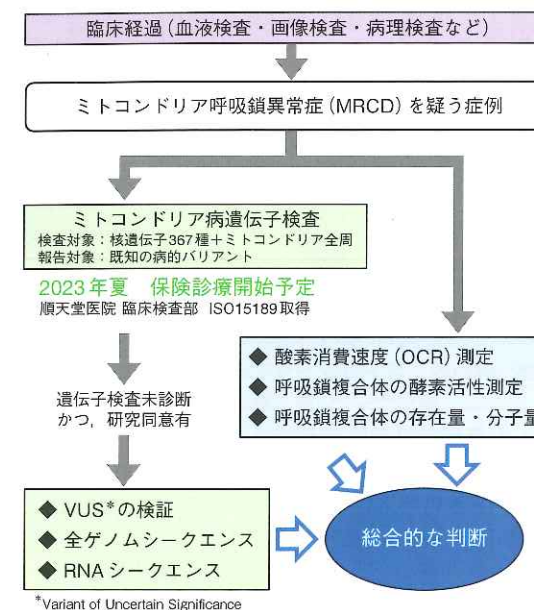 臨床経過（血液検査・画像検査・病理検査など）
ミトコンドリア呼吸鎖異常症（MRCD）を疑う症例
ミトコンドリア病遺伝子検査
検査対象：核遺伝子367種＋ミトコンドリア全周
報告対象：既知の病的バリアント
2023年夏　保険診療開始予定
順天堂医院 臨床検査部 ISO15189取得
◆ 酸素消費速度（OCR）測定
◆ 呼吸鎖複合体の酵素活性測定
◆ 呼吸鎖複合体の存在量・分子量
遺伝子検査未診断
かつ，研究同意有
◆ VUS*の検証
◆ 全ゲノムシークエンス
◆ RNAシークエンス
総合的な判断
*Variant of Uncertain Significance